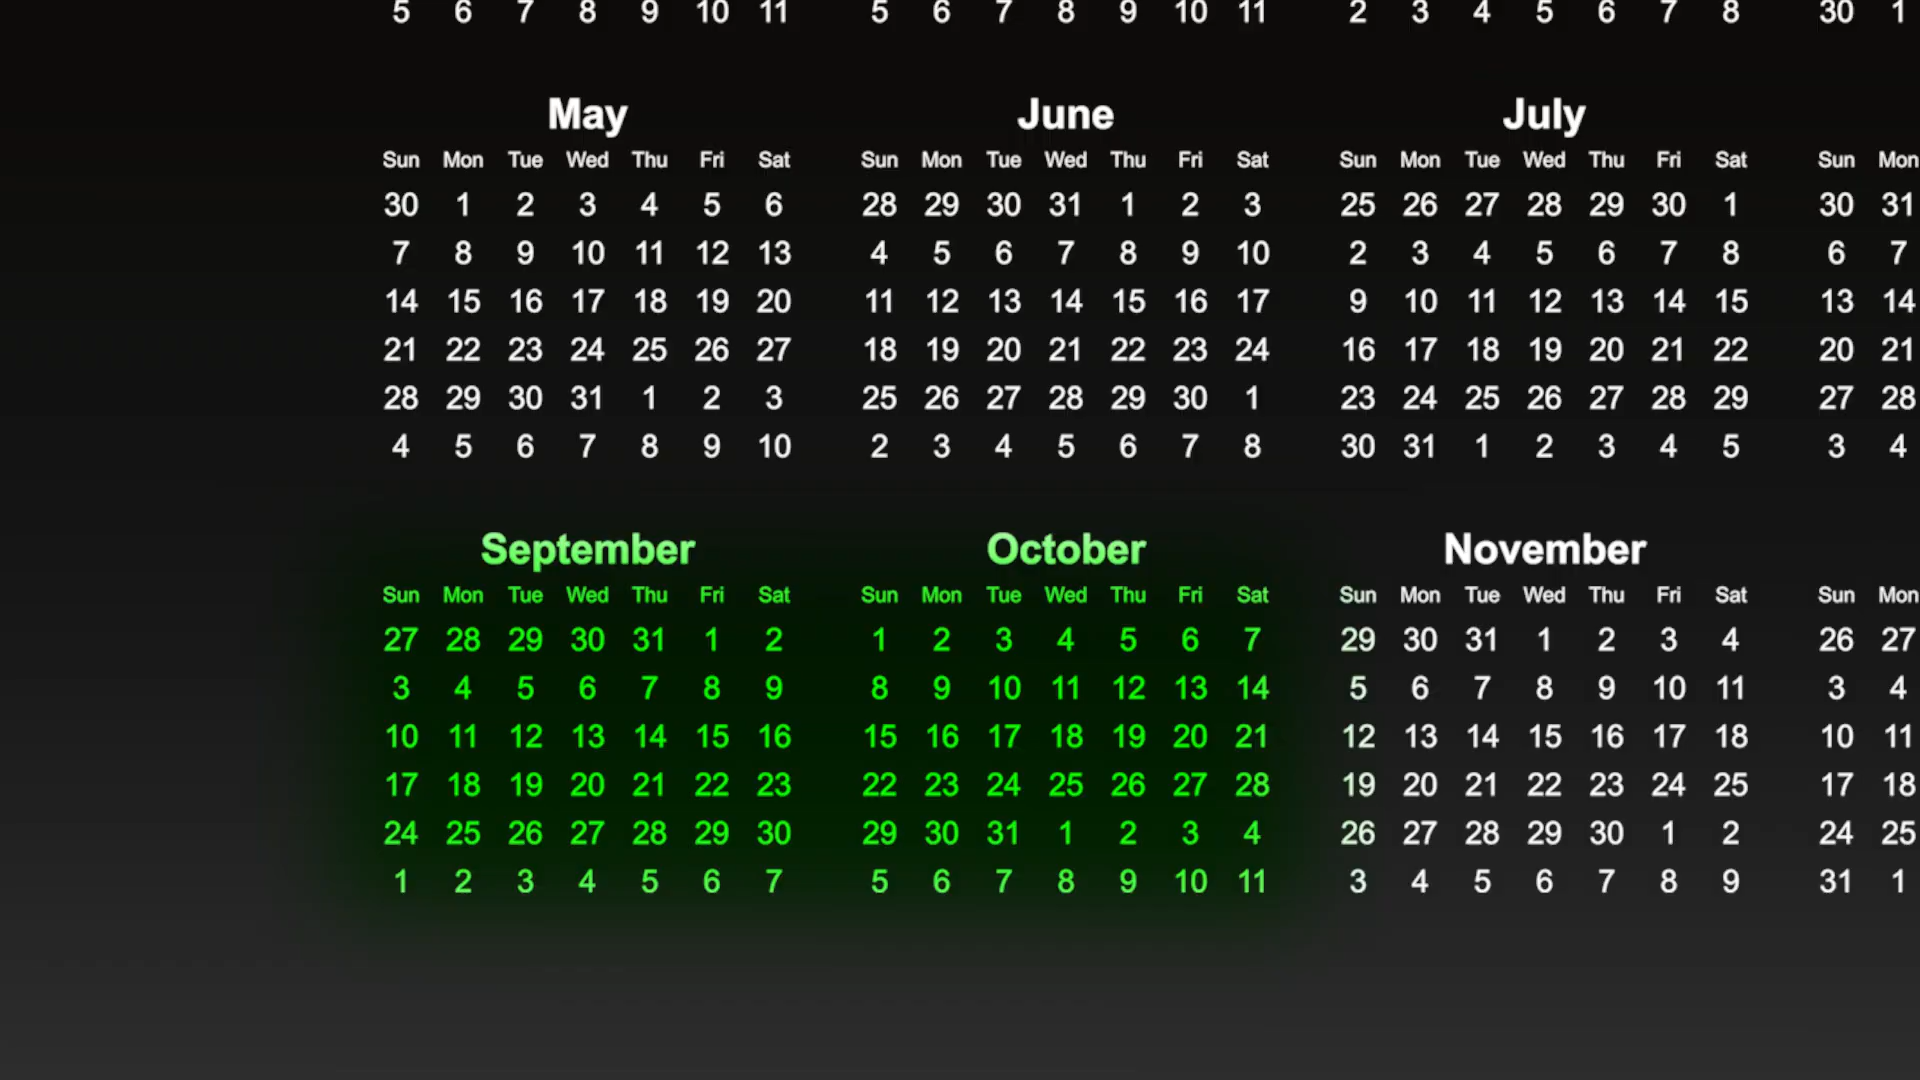 5 6 7 8 9 10 11 5 6 7 8 9 10 11 2 3 4 5 6 7 8 30 1
May June July
Sun Mon Tue Wed Thu Fri Sat Sun Mon Tue Wed Thu Fri Sat Sun Mon Tue Wed Thu Fri Sat Sun Mon
30 1 2 3 4 5 6 28 29 30 31 1 2 3 25 26 27 28 29 30 1 30 31
7 8 9 10 11 12 13 4 5 6 7 8 9 10 2 3 4 5 6 7 8 6 7
14 15 16 17 18 19 20 11 12 13 14 15 16 17 9 10 11 12 13 14 15 13 14
21 22 23 24 25 26 27 18 19 20 21 22 23 24 16 17 18 19 20 21 22 20 21
28 29 30 31 1 2 3 25 26 27 28 29 30 1 23 24 25 26 27 28 29 27 28
4 5 6 7 8 9 10 2 3 4 5 6 7 8 30 31 1 2 3 4 5 3 4
September October November
Sun Mon Tue Wed Thu Fri Sat Sun Mon Tue Wed Thu Fri Sat Sun Mon Tue Wed Thu Fri Sat Sun Mon
27 28 29 30 31 1 2 1 2 3 4 5 6 7 29 30 31 1 2 3 4 26 27
3 4 5 6 7 8 9 8 9 10 11 12 13 14 5 6 7 8 9 10 11 3 4
10 11 12 13 14 15 16 15 16 17 18 19 20 21 12 13 14 15 16 17 18 10 11
17 18 19 20 21 22 23 22 23 24 25 26 27 28 19 20 21 22 23 24 25 17 18
24 25 26 27 28 29 30 29 30 31 1 2 3 4 26 27 28 29 30 1 2 24 25
1 2 3 4 5 6 7 5 6 7 8 9 10 11 3 4 5 6 7 8 9 31 1